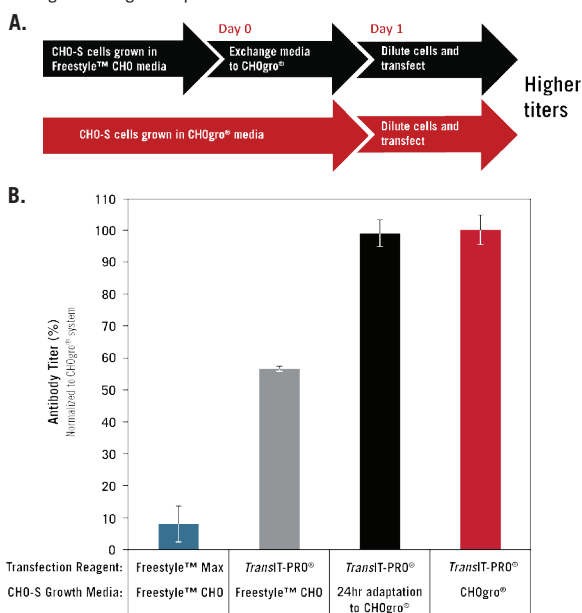 A.
Day 0
Day 1
CHO-S cells grown in
Freestyle™ CHO media
Exchange media
to CHOgro®
Dilute cells and
transfect
Higher
titers
CHO-S cells grown in CHOgro® media
Dilute cells and
transfect
B.
Antibody Titer (%)
Normalized to CHOgro® system
110
100
90
80
70
60
50
40
30
20
10
0
Transfection Reagent: Freestyle™ Max TransIT-PRO® TransIT-PRO® TransIT-PRO®
CHO-S Growth Media: Freestyle™ CHO Freestyle™ CHO 24hr adaptation CHOgro®
to CHOgro®